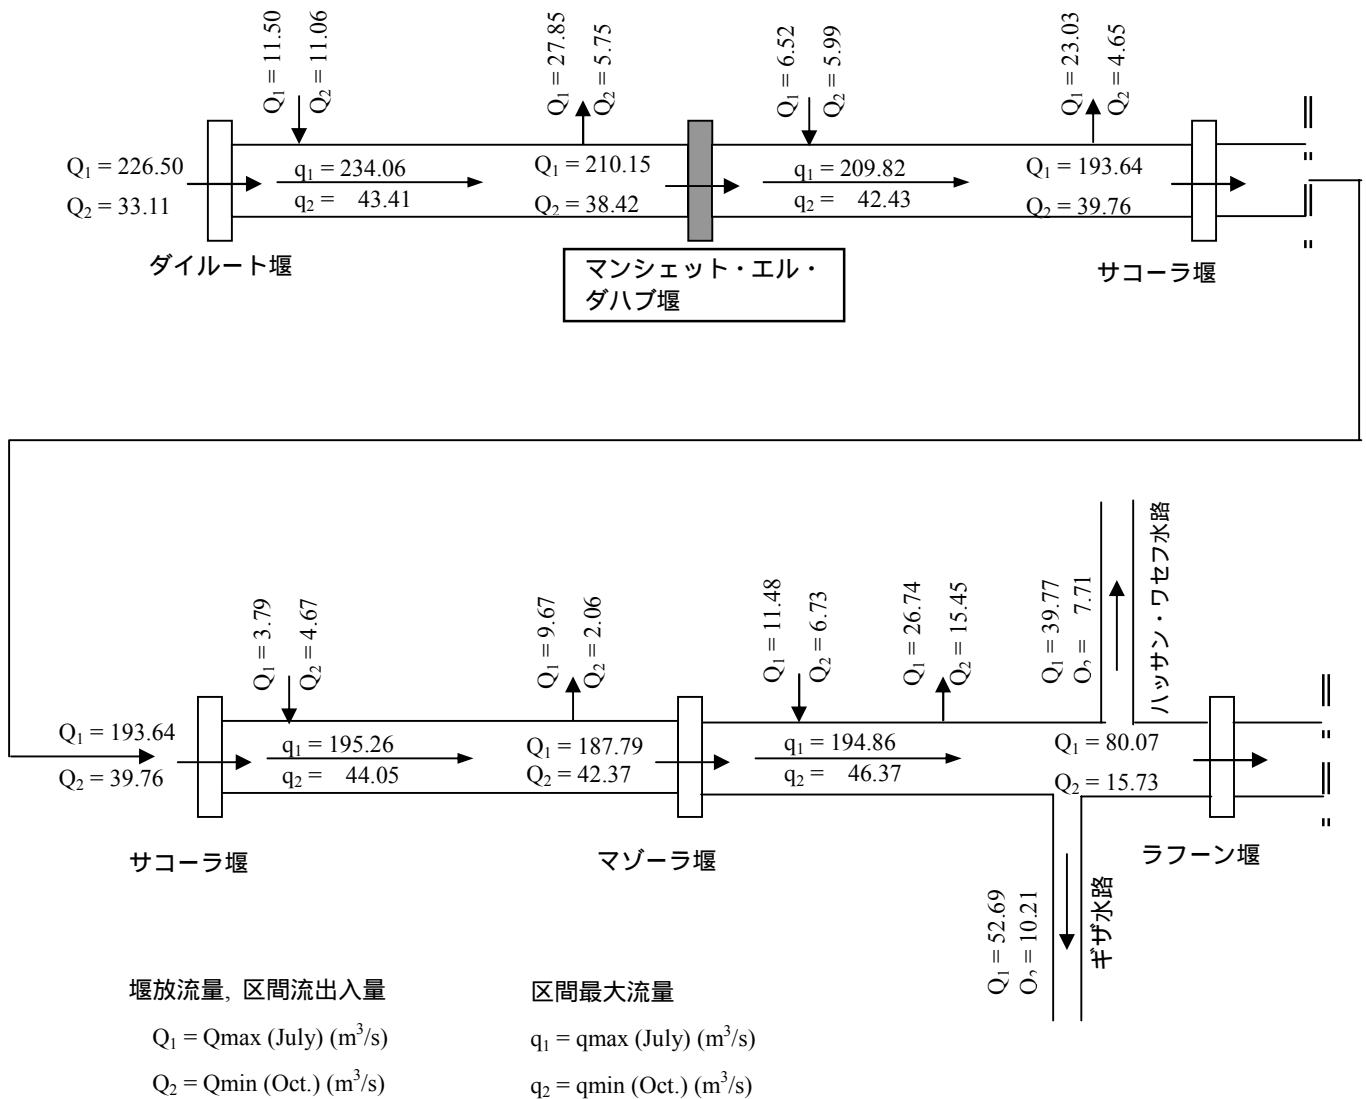 Q₁ = 11.50
Q₂ = 11.06
Q₁ = 27.85
Q₂ = 5.75
Q₁ = 6.52
Q₂ = 5.99
Q₁ = 23.03
Q₂ = 4.65
Q₁ = 226.50
Q₂ = 33.11
q₁ = 234.06
q₂ = 43.41
Q₁ = 210.15
Q₂ = 38.42
q₁ = 209.82
q₂ = 42.43
Q₁ = 193.64
Q₂ = 39.76
ダイルート堰
マンシェット・エル・
ダハブ堰
サコーラ堰
Q₁ = 3.79
Q₂ = 4.67
Q₁ = 9.67
Q₂ = 2.06
Q₁ = 11.48
Q₂ = 6.73
Q₁ = 26.74
Q₂ = 15.45
Q₁ = 39.77
Q₂ = 7.71
ハッサン・ワセフ水路
Q₁ = 193.64
Q₂ = 39.76
q₁ = 195.26
q₂ = 44.05
Q₁ = 187.79
Q₂ = 42.37
q₁ = 194.86
q₂ = 46.37
Q₁ = 80.07
Q₂ = 15.73
サコーラ堰
マゾーラ堰
ラフーン堰
Q₁ = 52.69
Q₂ = 10.21
ギザ水路
堰放流量, 区間流出入量
Q₁ = Qmax (July) (m³/s)
Q₂ = Qmin (Oct.) (m³/s)
区間最大流量
q₁ = qmax (July) (m³/s)
q₂ = qmin (Oct.) (m³/s)